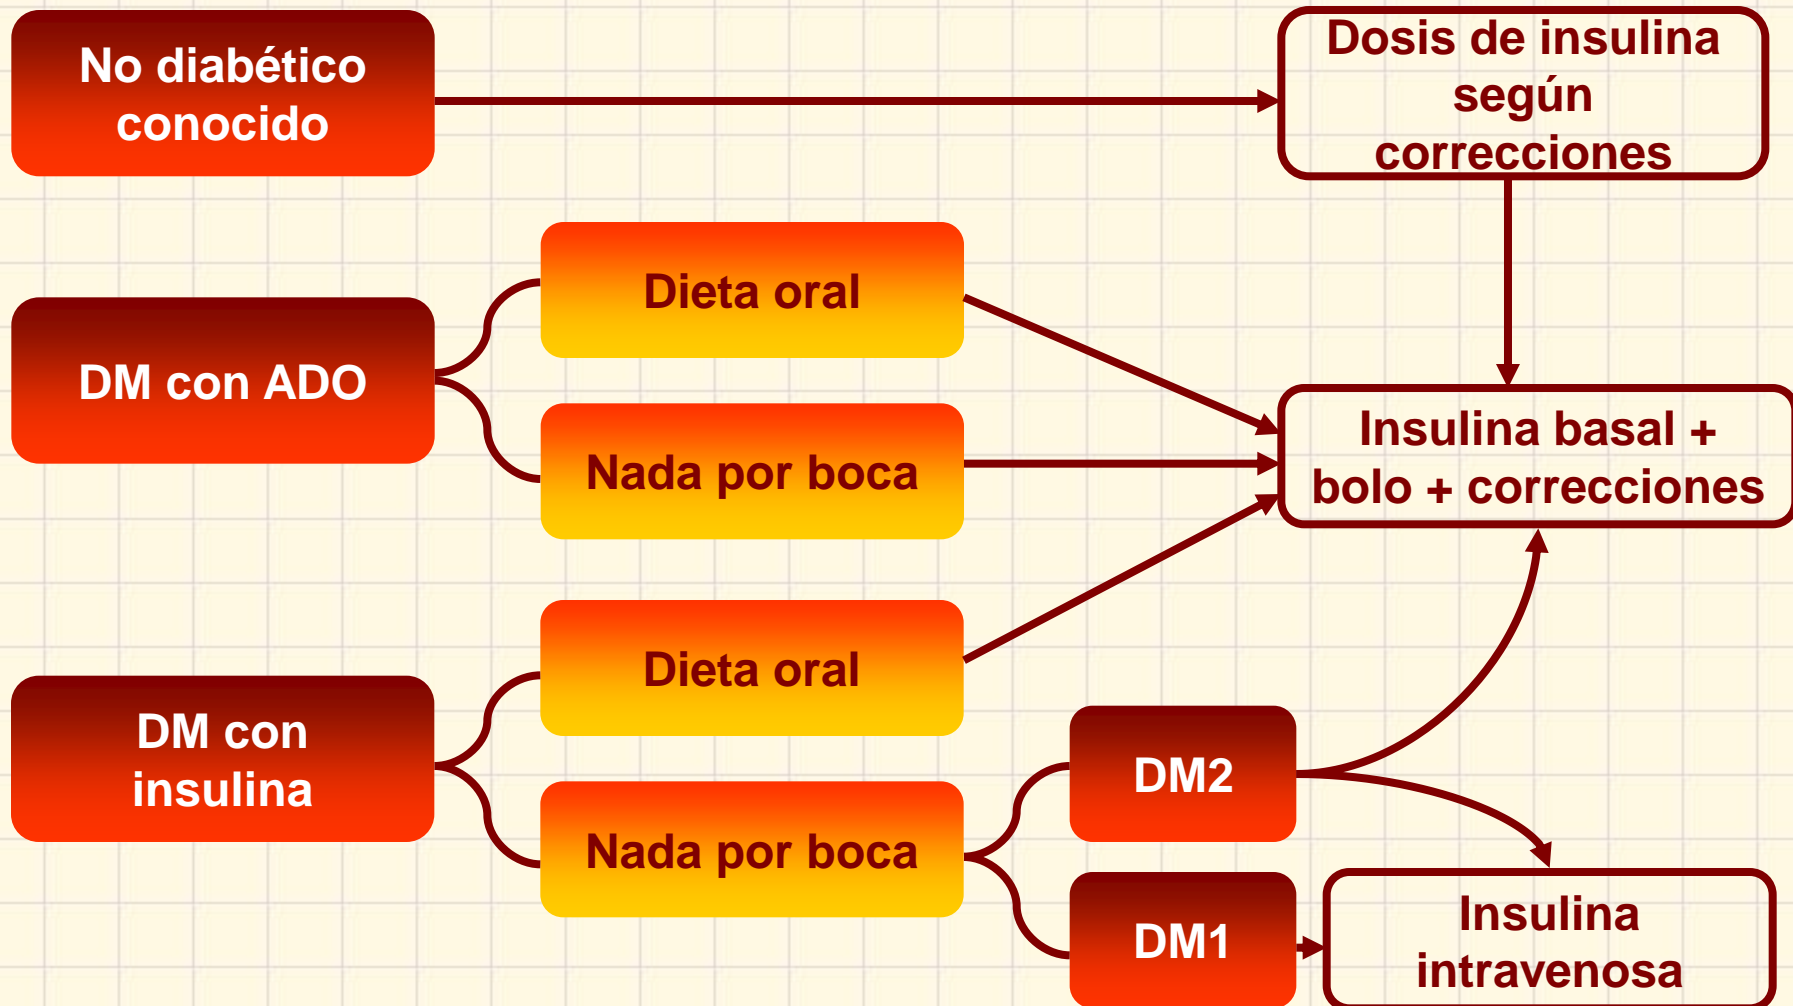 No diabético
conocido
Dosis de insulina
según
correcciones
Dieta oral
DM con ADO
Nada por boca
Insulina basal +
bolo + correcciones
Dieta oral
DM con
insulina
Nada por boca
DM2
DM1
Insulina
intravenosa